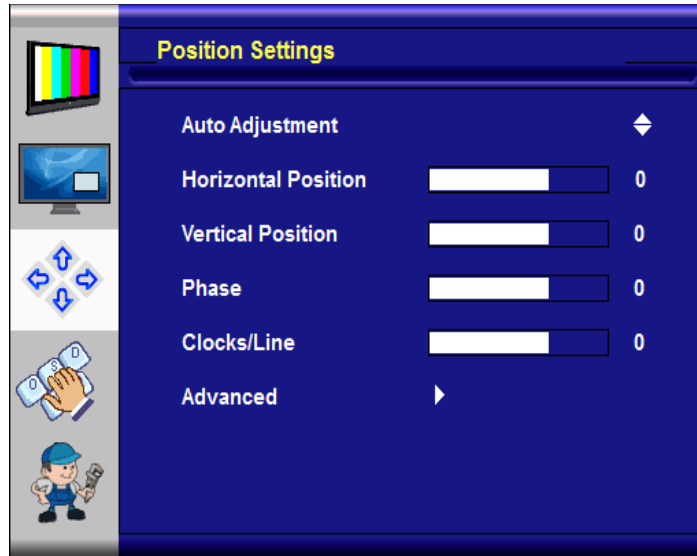 Position Settings
Auto Adjustment
Horizontal Position 0
Vertical Position 0
Phase 0
Clocks/Line 0
Advanced
O S D